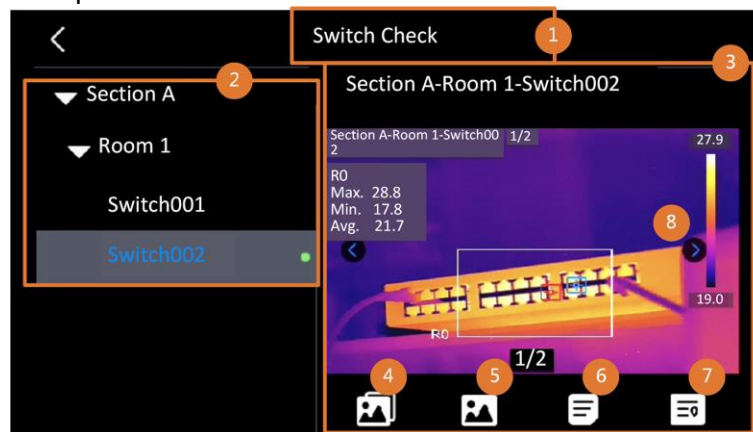 Switch Check
1
2
3
Section A
Room 1
Switch001
Switch002
Section A-Room 1-Switch002
Section A-Room 1-Switch00
2
1/2
27.9
R0
Max. 28.8
Min. 17.8
Avg. 21.7
8
19.0
R0
1/2
4
5
6
7